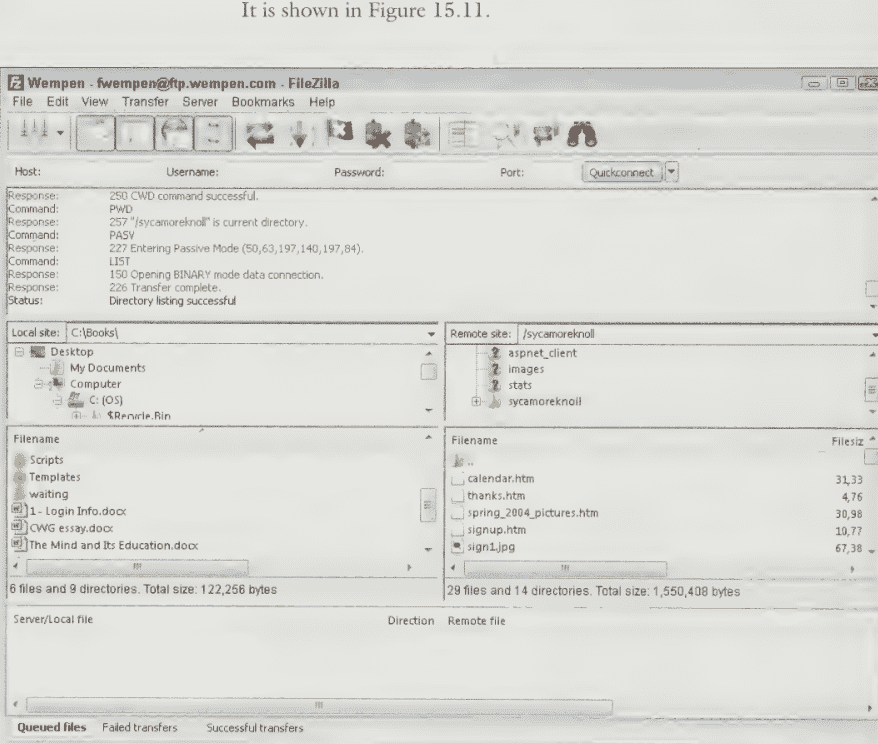 It is shown in Figure 15.11.
Wempen - fwempen@ftp.wempen.com - FileZilla
File Edit View Transfer Server Bookmarks Help
Host: Username: Password: Port: Quickconnect
Response: 250 CWD command successful.
Command: PWD
Response: 257 "/sycamoreknoll" is current directory.
Command: PASV
Response: 227 Entering Passive Mode (50,63,197,140,197,84).
Command: LIST
Response: 150 Opening BINARY mode data connection.
Response: 226 Transfer complete.
Status: Directory listing successful
Local site: C:\Books\
Desktop
My Documents
Computer
C: (OS)
$Recycle.Bin
Remote site: /sycamoreknoll
aspnet_client
images
stats
sycamoreknoll
Filename
Scripts
Templates
waiting
1 - Login Info.docx
CWG essay.docx
The Mind and Its Education.docx
6 files and 9 directories. Total size: 122,256 bytes
Filename Filesiz
..
calendar.htm 31,33
thanks.htm 4,76
spring_2004_pictures.htm 30,98
signup.htm 10,77
sign1.jpg 67,38
29 files and 14 directories. Total size: 1,550,408 bytes
Server/Local file Direction Remote file
Queued files Failed transfers Successful transfers